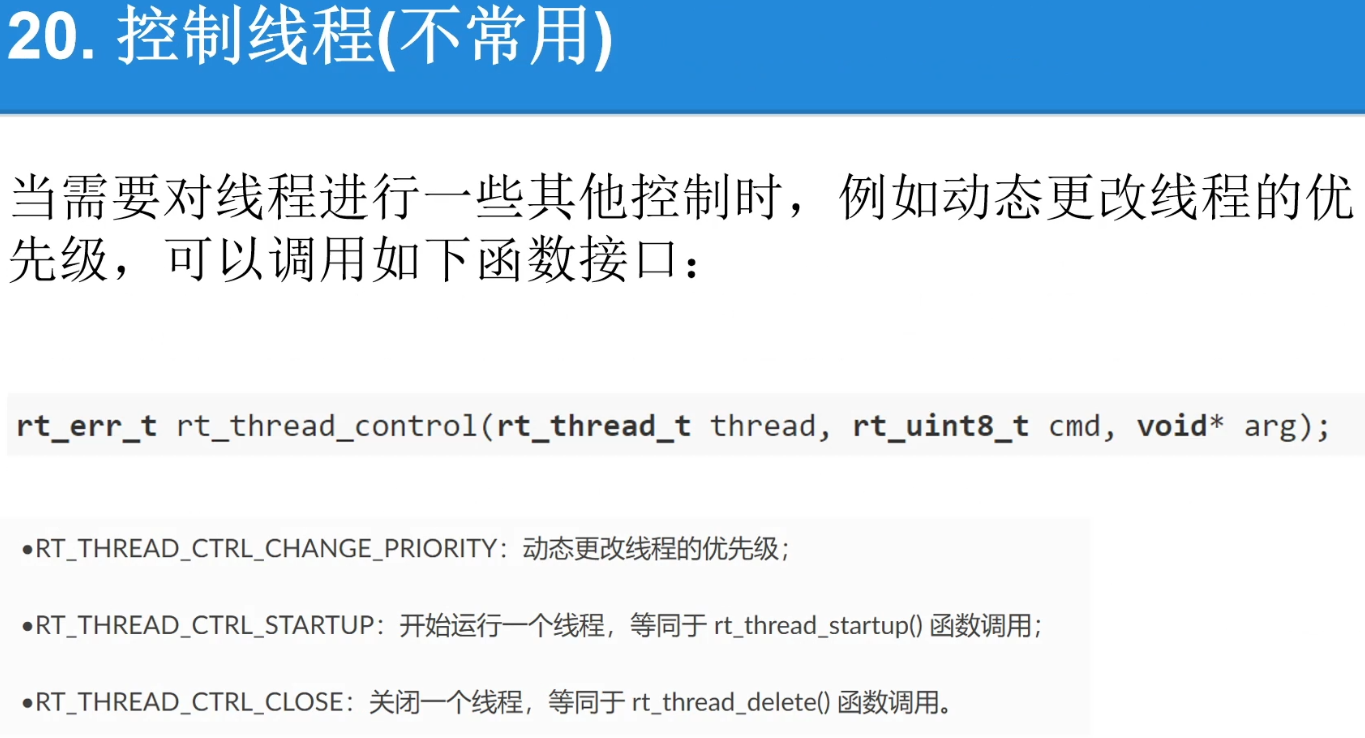 20. 控制线程(不常用)
当需要对线程进行一些其他控制时，例如动态更改线程的优
先级，可以调用如下函数接口：
rt_err_t rt_thread_control(rt_thread_t thread, rt_uint8_t cmd, void* arg);
●RT_THREAD_CTRL_CHANGE_PRIORITY：动态更改线程的优先级；
●RT_THREAD_CTRL_STARTUP：开始运行一个线程，等同于 rt_thread_startup() 函数调用；
●RT_THREAD_CTRL_CLOSE：关闭一个线程，等同于 rt_thread_delete() 函数调用。